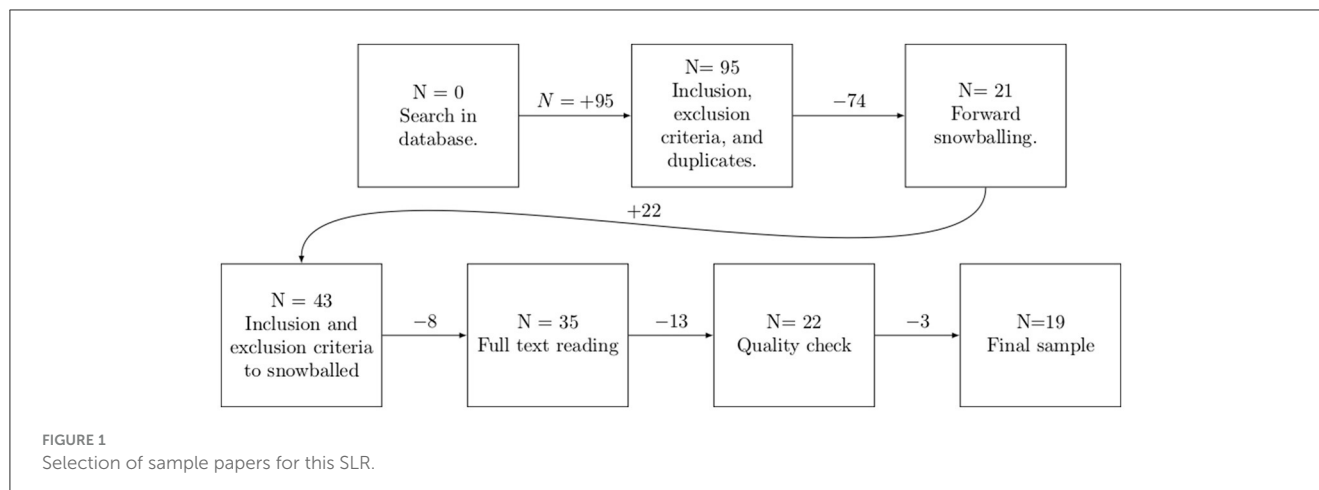 N = 0
Search in
database.
N = +95
N= 95
Inclusion,
exclusion
criteria, and
duplicates.
−74
N= 21
Forward
snowballing.
+22
N = 43
Inclusion and
exclusion criteria
to snowballed
−8
N = 35
Full text reading
−13
N= 22
Quality check
−3
N=19
Final sample
FIGURE 1
Selection of sample papers for this SLR.